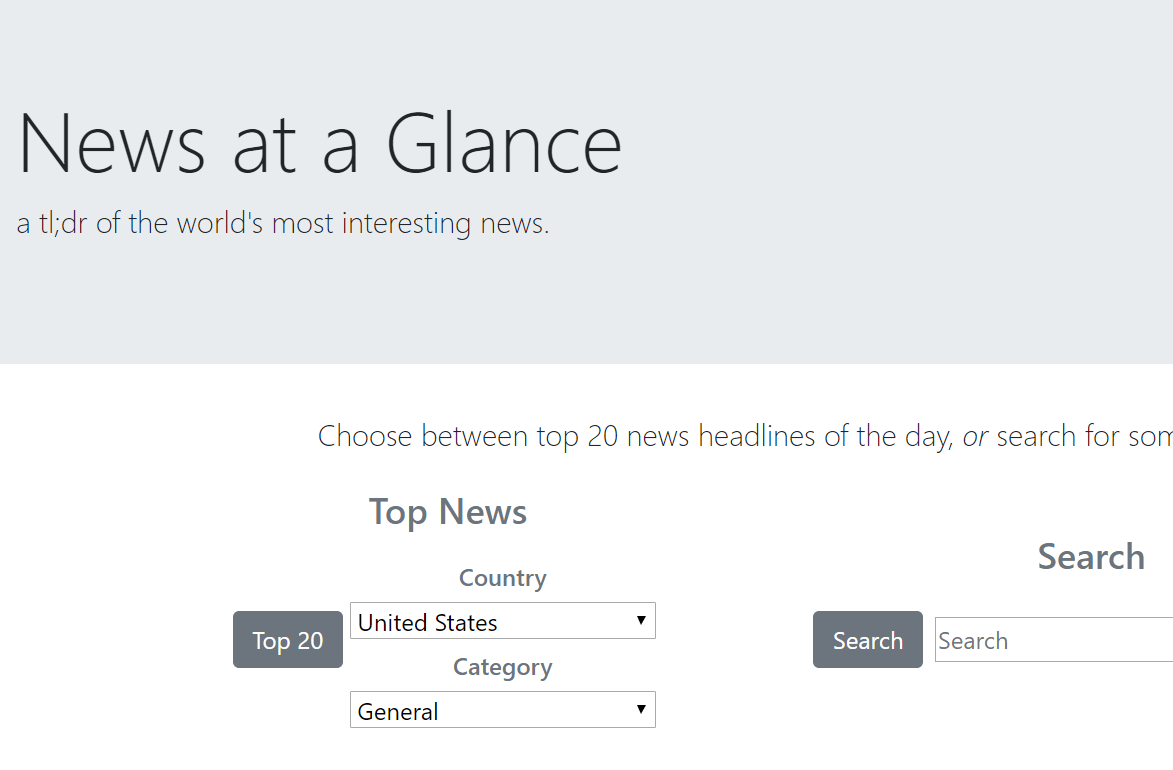 News at a Glance
a tl;dr of the world's most interesting news.
Choose between top 20 news headlines of the day, or search for
Top News
Country
Top 20
United States
Category
General
Search
Search
Search